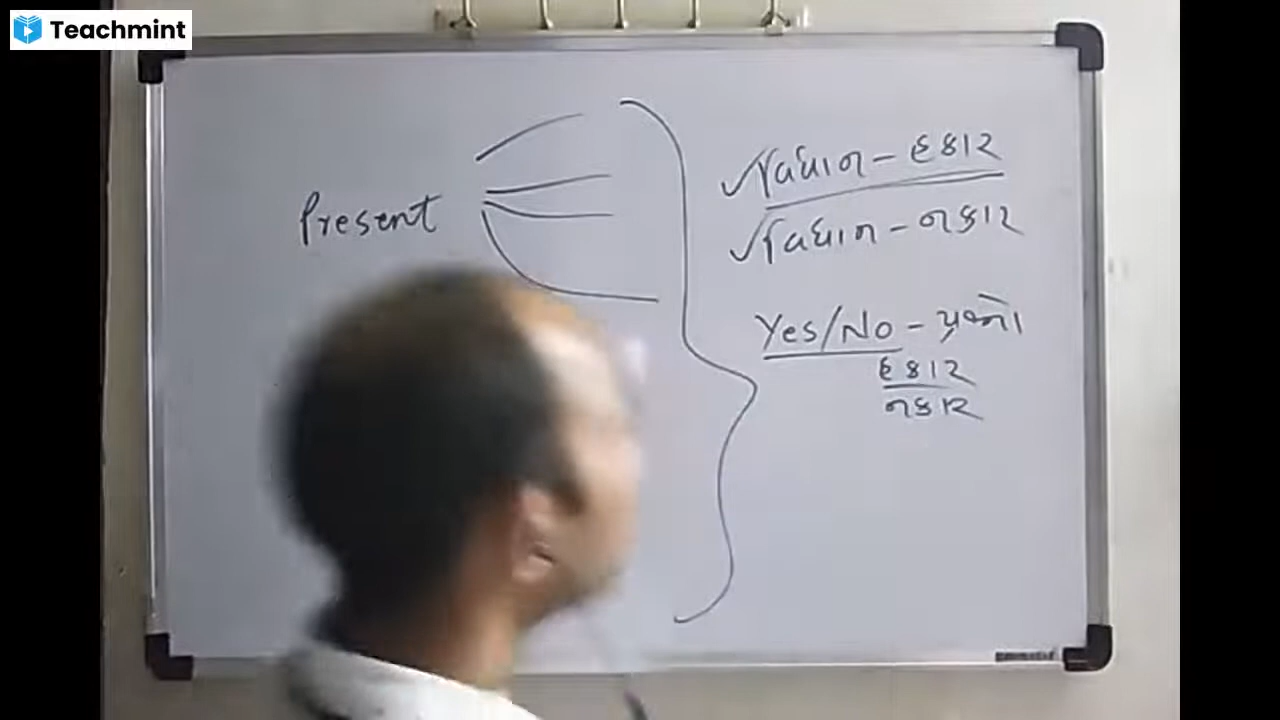 Teachmint
Present
વિધાન - હકાર
વિધાન - નકાર
Yes/No - પ્રશ્નો
હકાર
નકાર